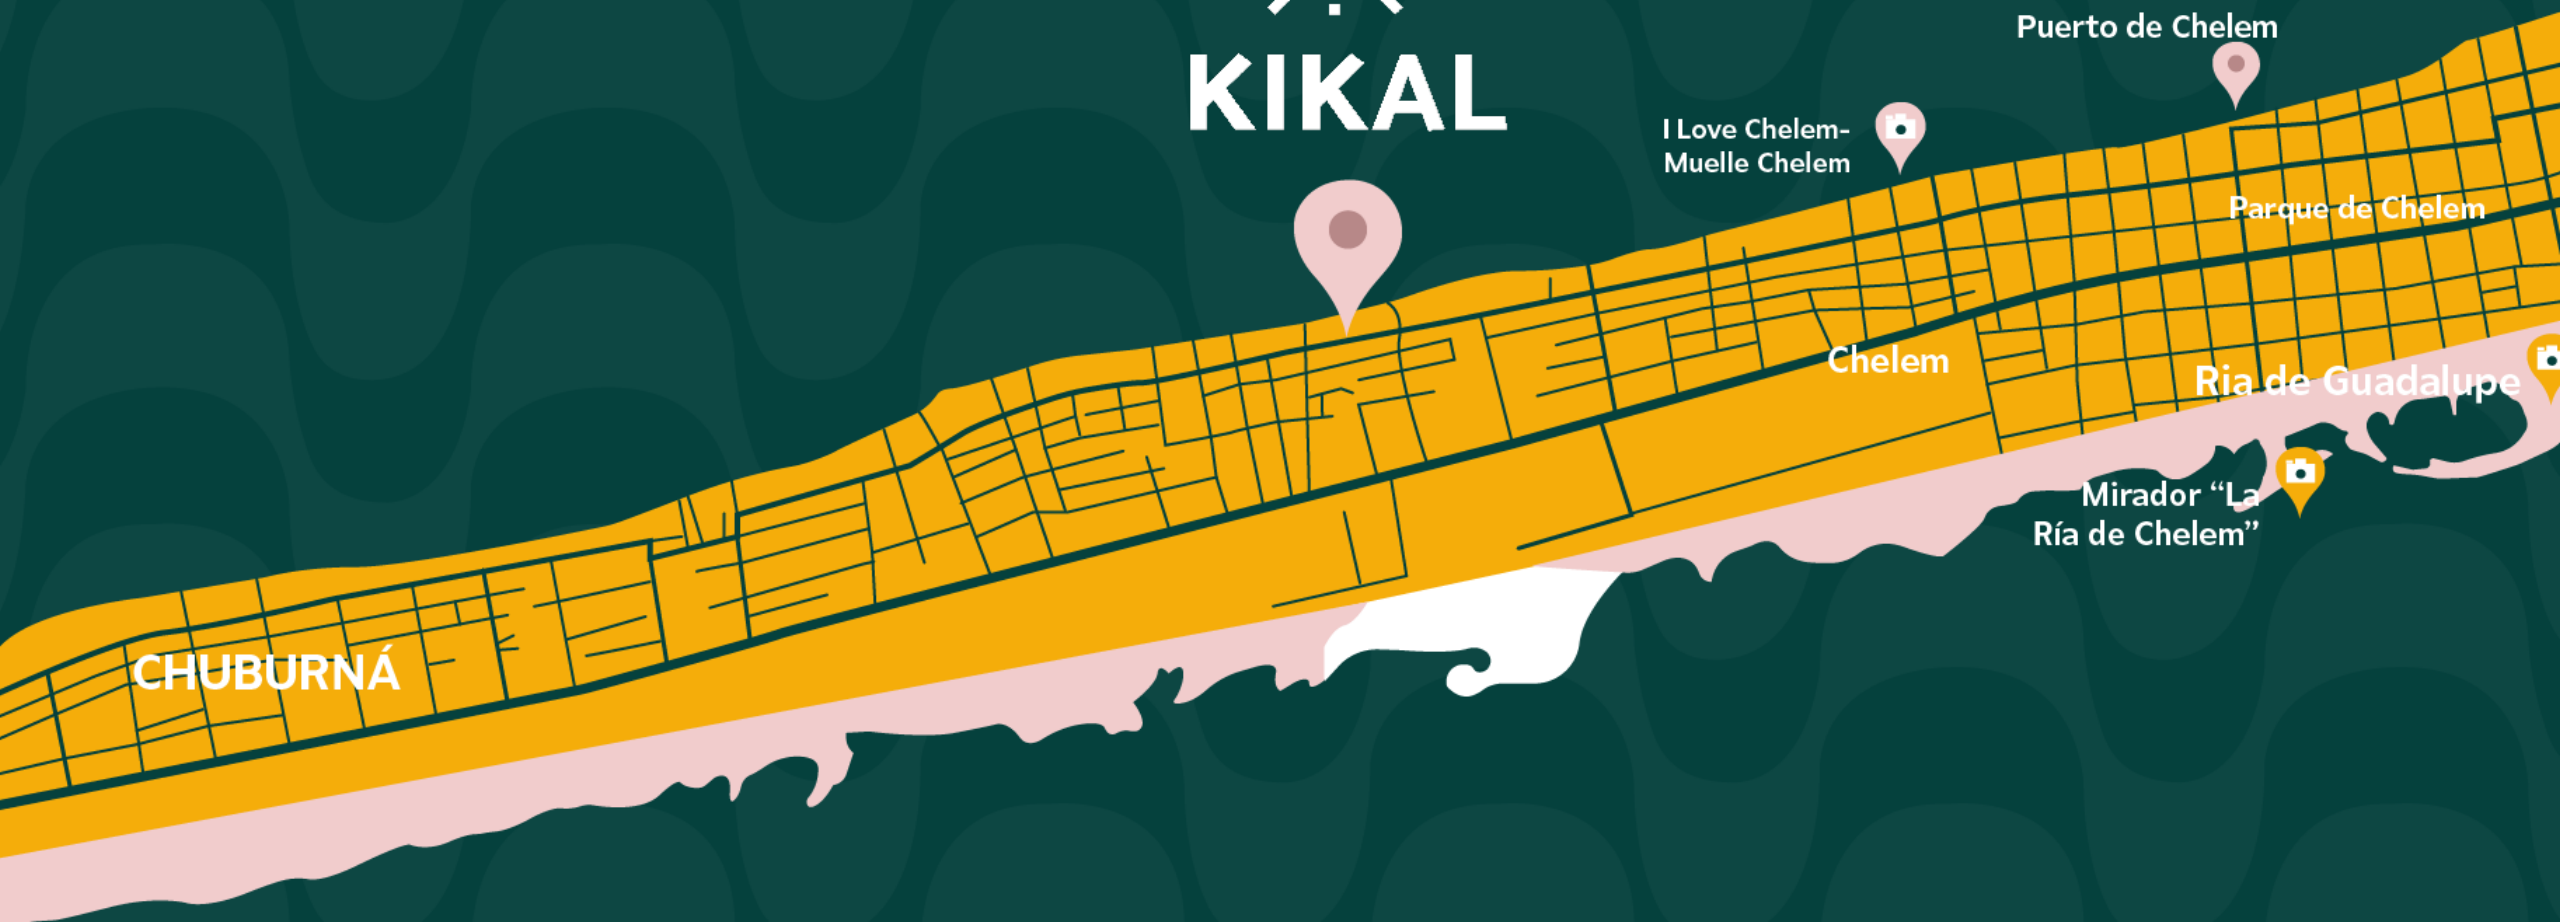 Puerto de Chelem
KIKAL
I Love Chelem-
Muelle Chelem
Parque de Chelem
Chelem
Ria de Guadalupe
Mirador “La
Ría de Chelem”
CHUBURNÁ